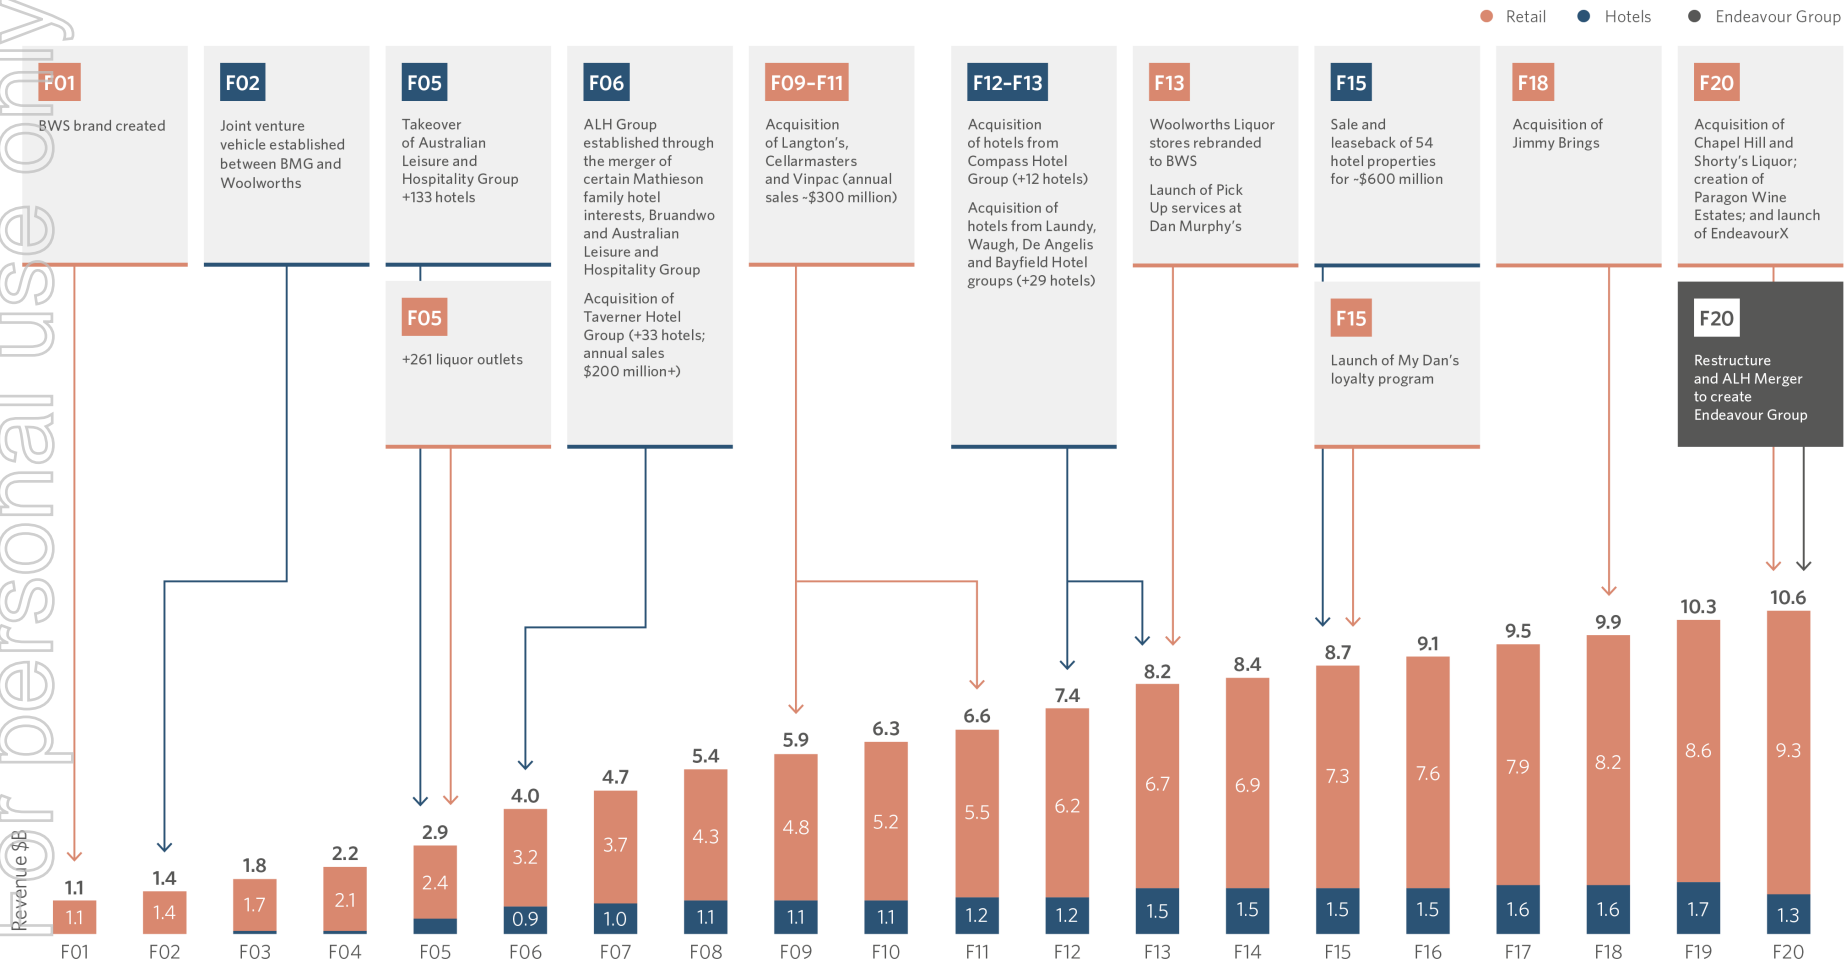 Retail
Hotels
Endeavour Group
For personal use only
F01
BWS brand created
F02
Joint venture
vehicle established
between BMG and
Woolworths
F05
Takeover
of Australian
Leisure and
Hospitality Group
+133 hotels
F05
+261 liquor outlets
F06
ALH Group
established through
the merger of
certain Mathieson
family hotel
interests, Bruandwo
and Australian
Leisure and
Hospitality Group
Acquisition of
Taverner Hotel
Group (+33 hotels;
annual sales
$200 million+)
F09–F11
Acquisition
of Langton’s,
Cellarmasters
and Vinpac (annual
sales ~$300 million)
F12–F13
Acquisition
of hotels from
Compass Hotel
Group (+12 hotels)
Acquisition of
hotels from Laundy,
Waugh, De Angelis
and Bayfield Hotel
groups (+29 hotels)
F13
Woolworths Liquor
stores rebranded
to BWS
Launch of Pick
Up services at
Dan Murphy’s
F15
Sale and
leaseback of 54
hotel properties
for ~$600 million
F15
Launch of My Dan’s
loyalty program
F18
Acquisition of
Jimmy Brings
F20
Acquisition of
Chapel Hill and
Shorty’s Liquor;
creation of
Paragon Wine
Estates; and launch
of EndeavourX
F20
Restructure
and ALH Merger
to create
Endeavour Group
Revenue $B
1.1
1.1
F01
1.4
1.4
F02
1.8
1.7
F03
2.2
2.1
F04
2.9
2.4
F05
4.0
3.2
0.9
F06
4.7
3.7
1.0
F07
5.4
4.3
1.1
F08
5.9
4.8
1.1
F09
6.3
5.2
1.1
F10
6.6
5.5
1.2
F11
7.4
6.2
1.2
F12
8.2
6.7
1.5
F13
8.4
6.9
1.5
F14
8.7
7.3
1.5
F15
9.1
7.6
1.5
F16
9.5
7.9
1.6
F17
9.9
8.2
1.6
F18
10.3
8.6
1.7
F19
10.6
9.3
1.3
F20